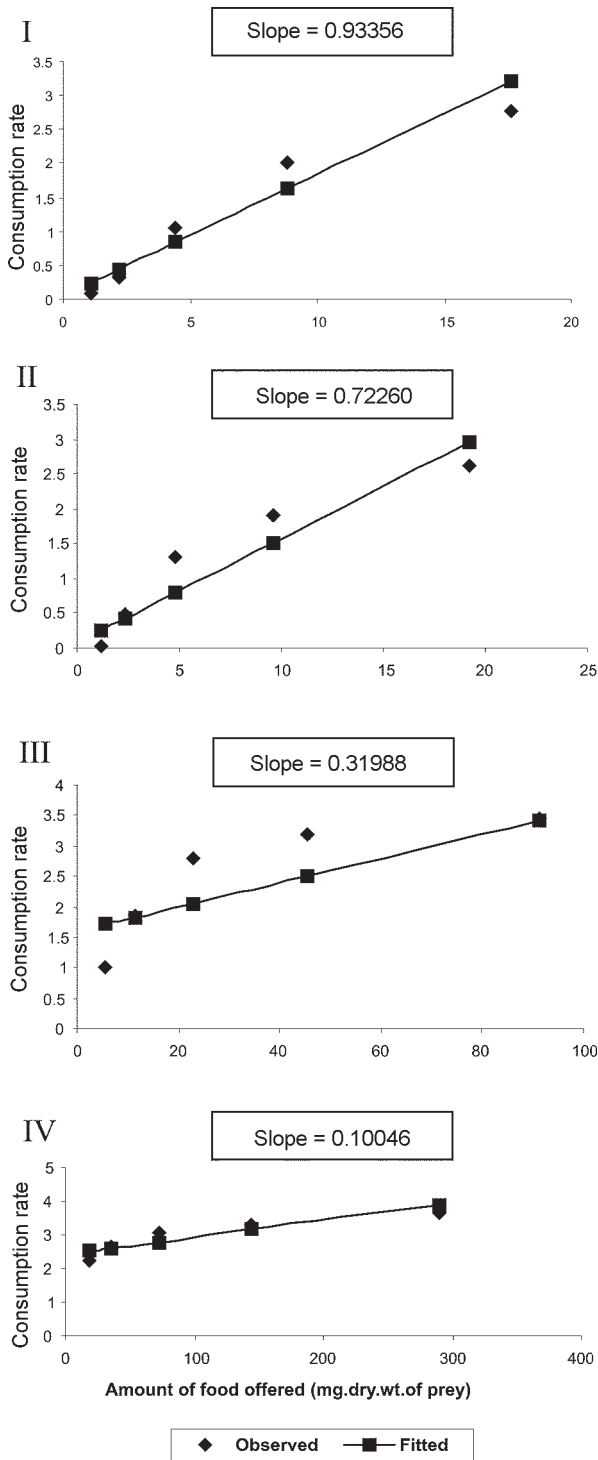 I
Slope = 0.93356
3.5
3
2.5
2
1.5
1
0.5
0
Consumption rate
0 5 10 15 20
II
Slope = 0.72260
3.5
3
2.5
2
1.5
1
0.5
0
Consumption rate
0 5 10 15 20 25
III
Slope = 0.31988
4
3.5
3
2.5
2
1.5
1
0.5
0
Consumption rate
0 20 40 60 80 100
IV
Slope = 0.10046
5
4
3
2
1
0
Consumption rate
0 100 200 300 400
Amount of food offered (mg.dry.wt.of prey)
Observed Fitted